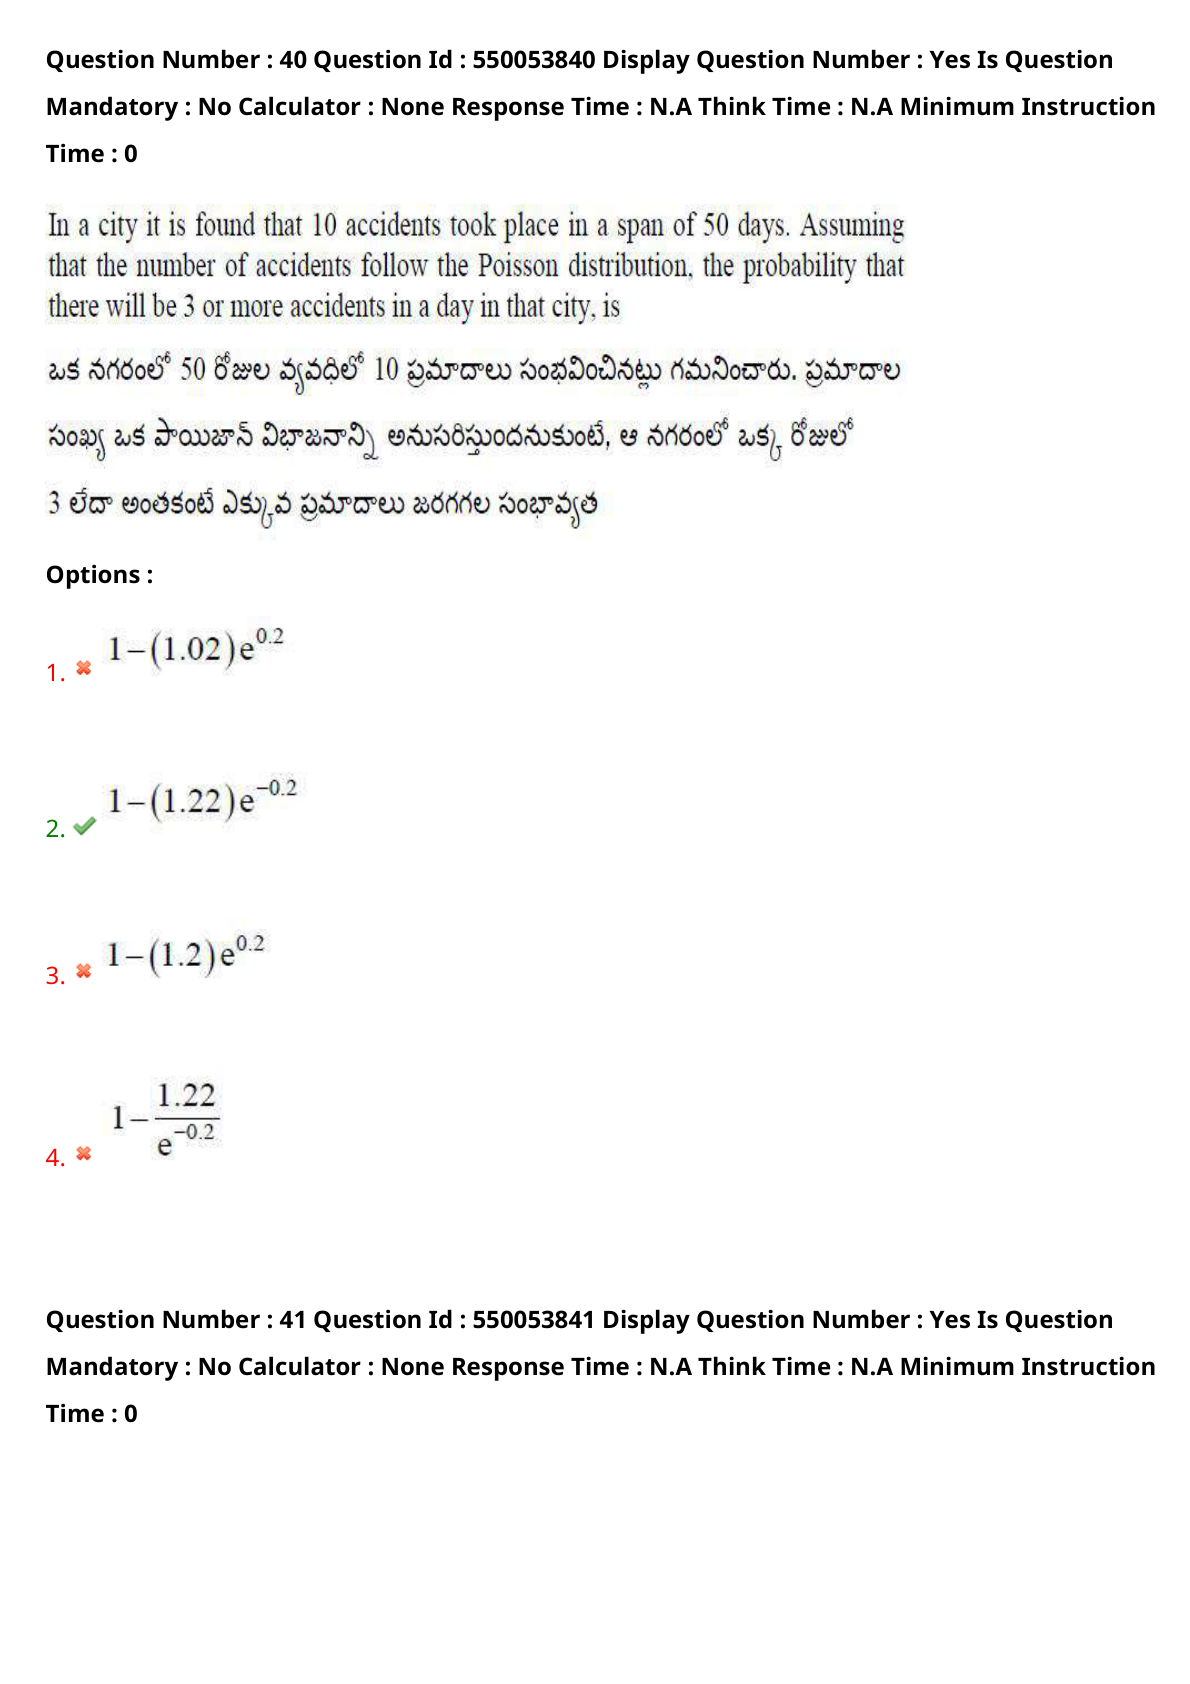 Question Number : 40 Question Id : 550053840 Display Question Number : Yes Is Question
Mandatory : No Calculator : None Response Time : N.A Think Time : N.A Minimum Instruction
Time : 0
In a city it is found that 10 accidents took place in a span of 50 days. Assuming
that the number of accidents follow the Poisson distribution, the probability that
there will be 3 or more accidents in a day in that city, is
ఒక నగరంలో 50 రోజుల వ్యవధిలో 10 ప్రమాదాలు సంభవించినట్లు గమనించారు. ప్రమాదాల
సంఖ్య ఒక పాయిజాన్ విభాజనాన్ని అనుసరిస్తుందనుకుంటే, ఆ నగరంలో ఒక్క రోజులో
3 లేదా అంతకంటే ఎక్కువ ప్రమాదాలు జరగగల సంభావ్యత
Options :
1. ✖ 1−(1.02)e^{0.2}
2. ✔ 1−(1.22)e^{−0.2}
3. ✖ 1−(1.2)e^{0.2}
4. ✖ 1−\frac{1.22}{e^{−0.2}}
Question Number : 41 Question Id : 550053841 Display Question Number : Yes Is Question
Mandatory : No Calculator : None Response Time : N.A Think Time : N.A Minimum Instruction
Time : 0